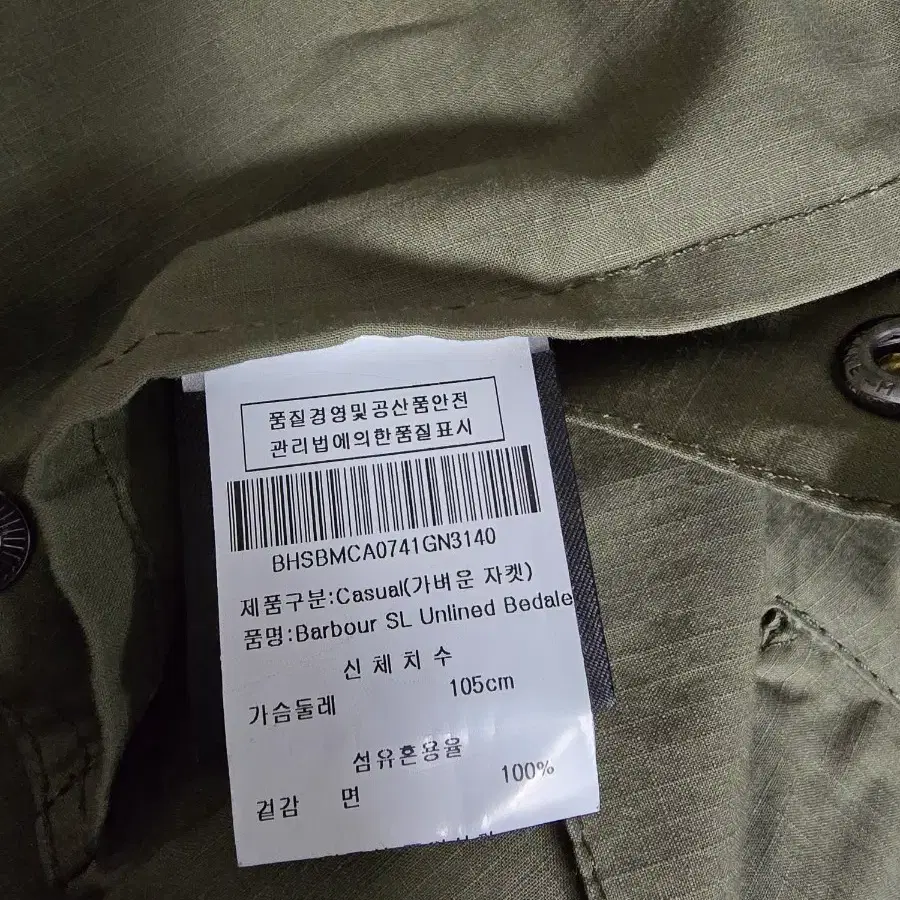 품질경영및공산품안전
관리법에의한품질표시
BHSBMCA0741GN3140
제품구분:Casual(가벼운 자켓)
품명:Barbour SL Unlined Bedale
신체치수
가슴둘레 105cm
섬유혼용율
겉감 면 100%